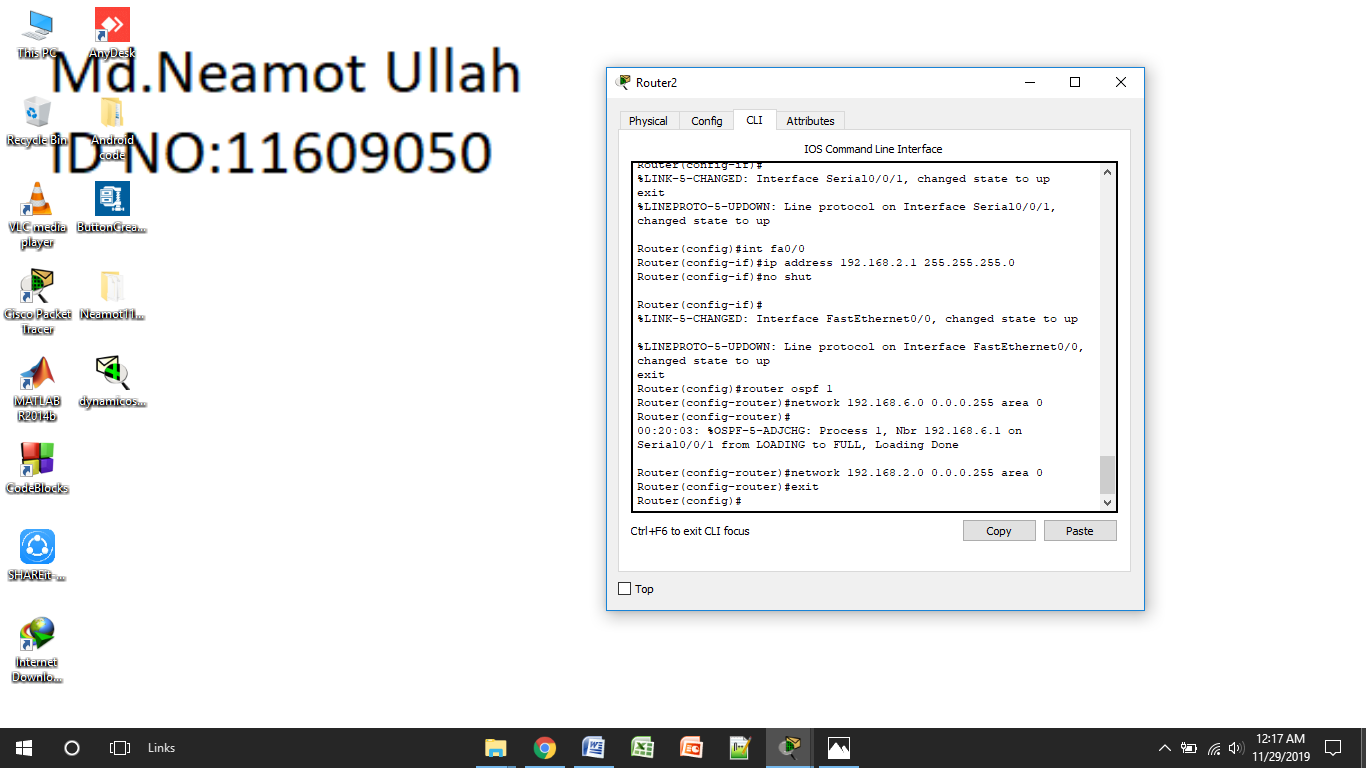 This PC
AnyDesk
Md.Neamot Ullah
Recycle Bin
Android
code
ID NO:11609050
VLC media
player
ButtonCrea...
Cisco Packet
Tracer
Neamot11...
MATLAB
R2014b
dynamicos...
CodeBlocks
SHAREit-...
Internet
Downlo...
Router2
Physical
Config
CLI
Attributes
IOS Command Line Interface
Router(config-if)#
%LINK-5-CHANGED: Interface Serial0/0/1, changed state to up
exit
%LINEPROTO-5-UPDOWN: Line protocol on Interface Serial0/0/1,
changed state to up
Router(config)#int fa0/0
Router(config-if)#ip address 192.168.2.1 255.255.255.0
Router(config-if)#no shut
Router(config-if)#
%LINK-5-CHANGED: Interface FastEthernet0/0, changed state to up
%LINEPROTO-5-UPDOWN: Line protocol on Interface FastEthernet0/0,
changed state to up
exit
Router(config)#router ospf 1
Router(config-router)#network 192.168.6.0 0.0.0.255 area 0
Router(config-router)#
00:20:03: %OSPF-5-ADJCHG: Process 1, Nbr 192.168.6.1 on
Serial0/0/1 from LOADING to FULL, Loading Done
Router(config-router)#network 192.168.2.0 0.0.0.255 area 0
Router(config-router)#exit
Router(config)#
Ctrl+F6 to exit CLI focus
Copy
Paste
Top
Links
12:17 AM
11/29/2019